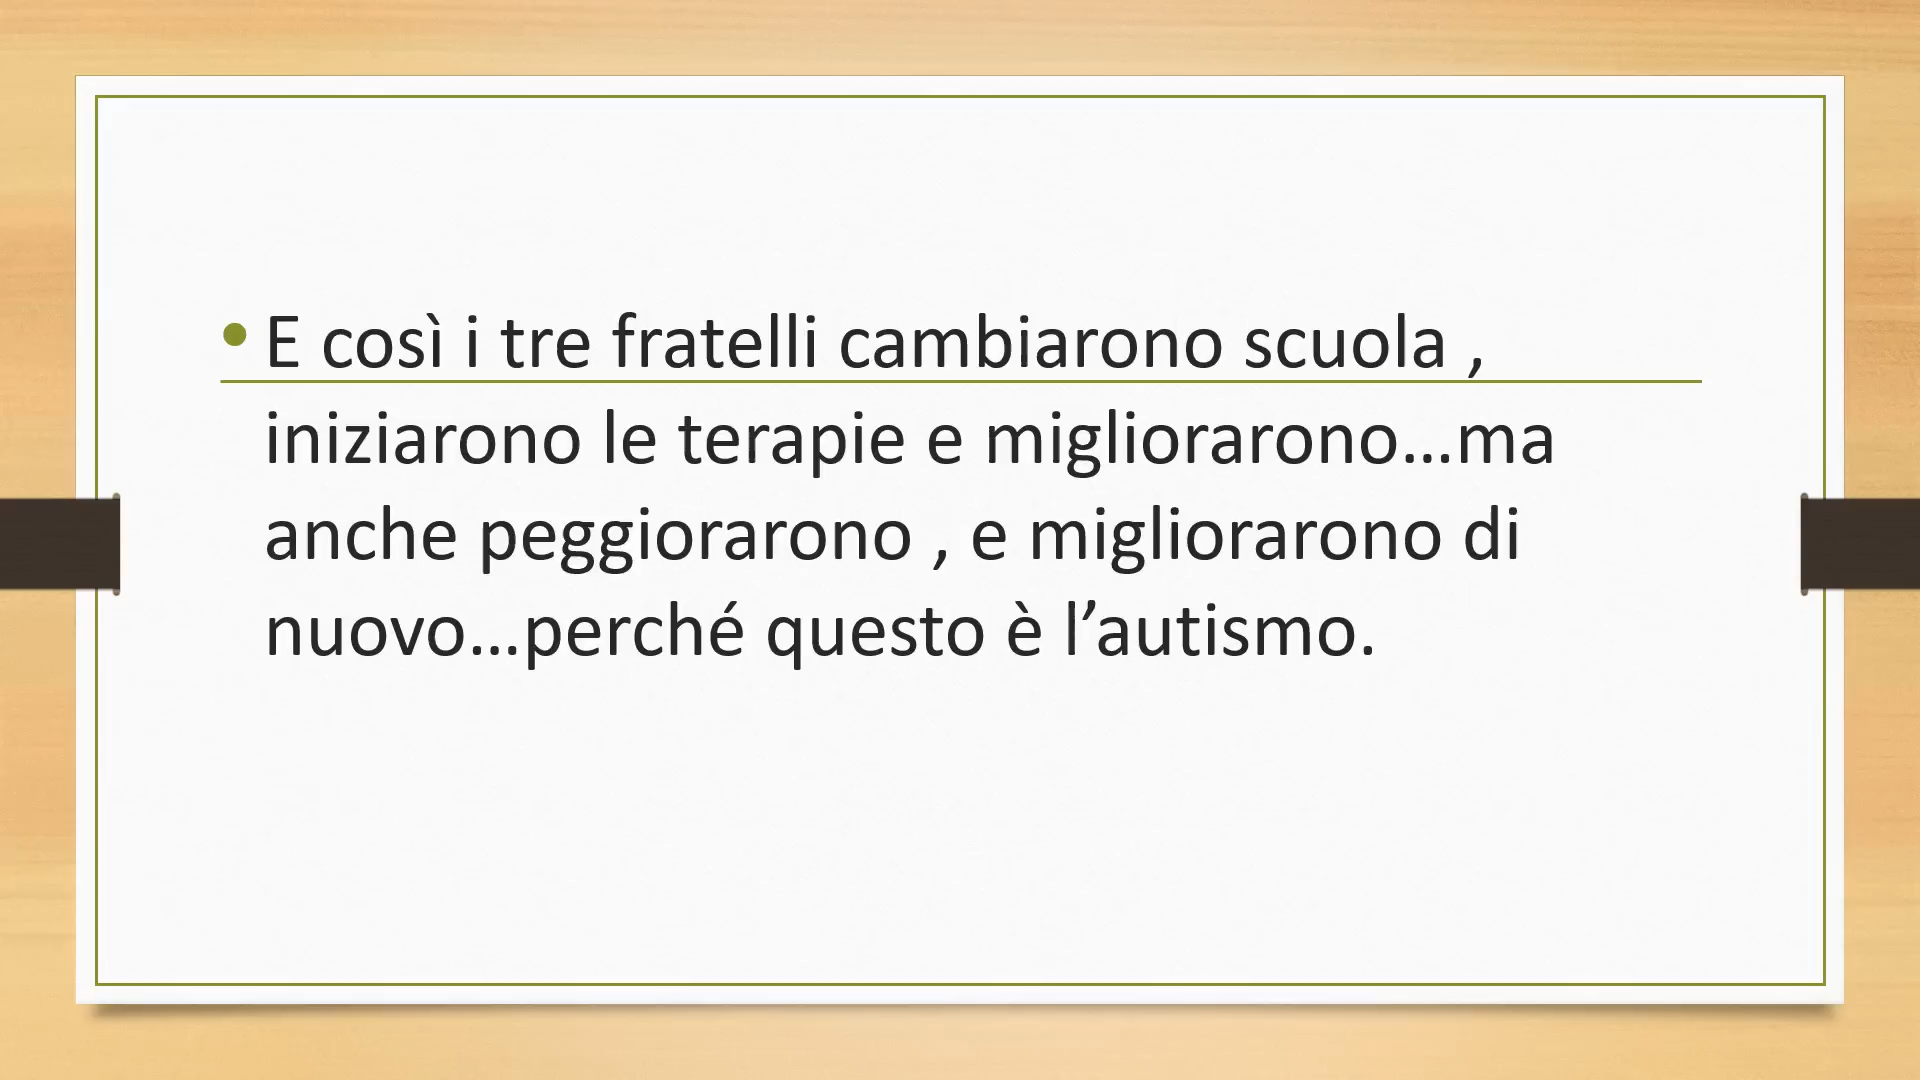 • E così i tre fratelli cambiarono scuola ,
iniziarono le terapie e migliorarono…ma
anche peggiorarono , e migliorarono di
nuovo…perché questo è l’autismo.